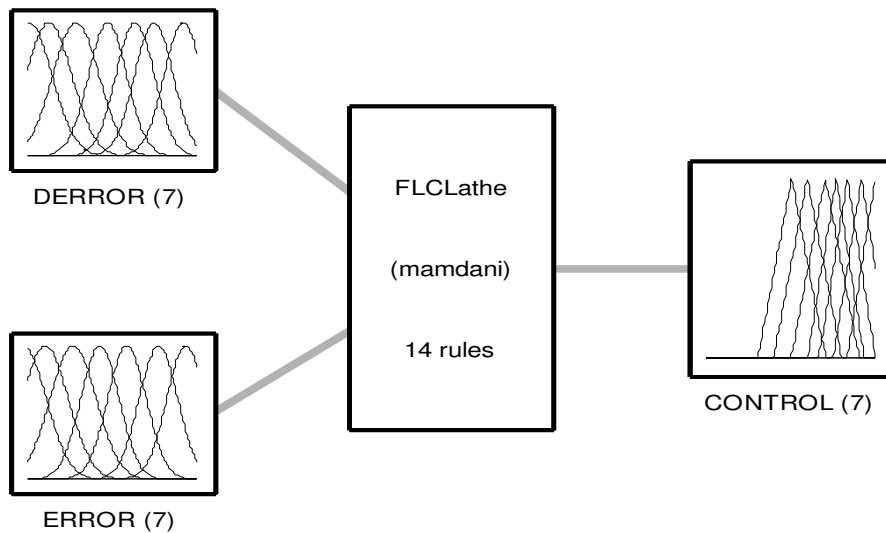 DERROR (7)
FLCLathe
(mamdani)
14 rules
CONTROL (7)
ERROR (7)